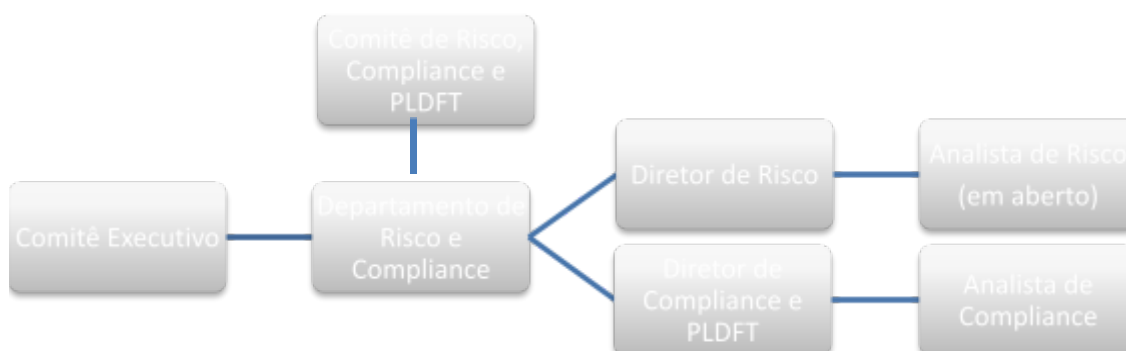 Comitê de Risco,
Compliance e
PLDFT
Comitê Executivo
Departamento de
Risco e
Compliance
Diretor de Risco
Analista de Risco
(em aberto)
Diretor de
Compliance e
PLDFT
Analista de
Compliance